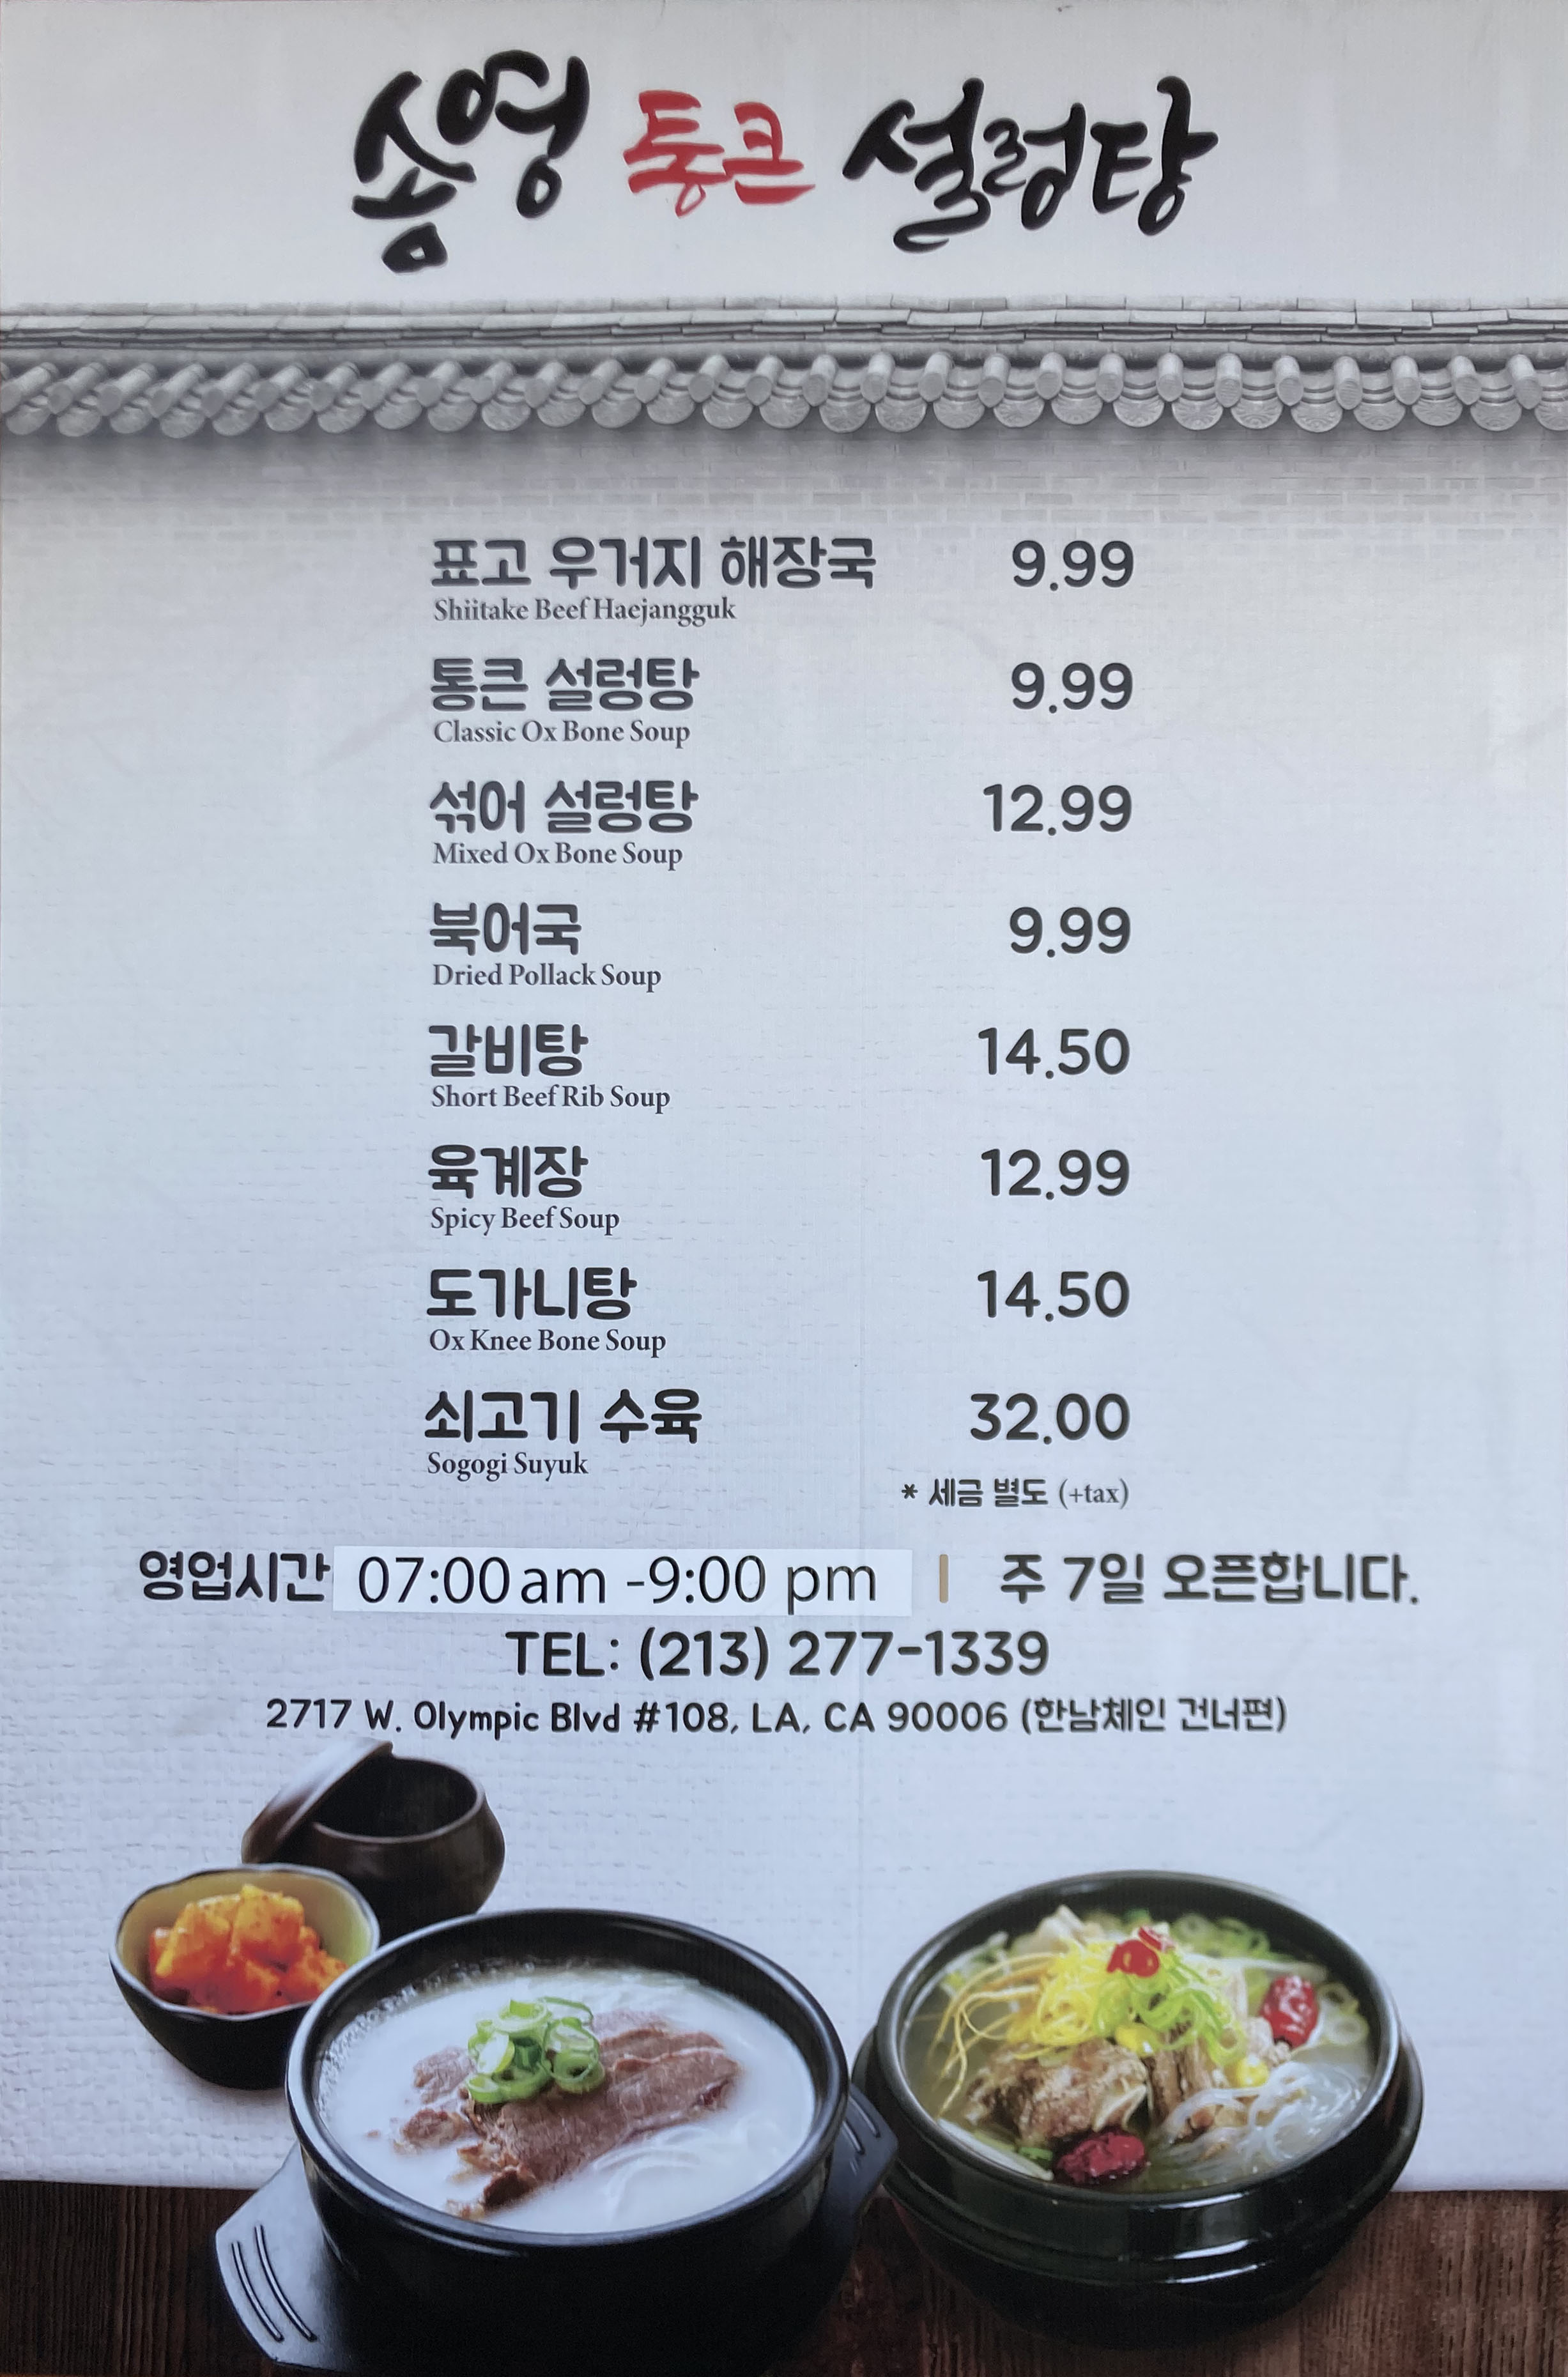 송영 통큰 설렁탕
표고 우거지 해장국 9.99
Shiitake Beef Haejangguk
통큰 설렁탕 9.99
Classic Ox Bone Soup
섞어 설렁탕 12.99
Mixed Ox Bone Soup
북어국 9.99
Dried Pollack Soup
갈비탕 14.50
Short Beef Rib Soup
육계장 12.99
Spicy Beef Soup
도가니탕 14.50
Ox Knee Bone Soup
쇠고기 수육 32.00
Sogogi Suyuk
* 세금 별도 (+tax)
영업시간 07:00am -9:00 pm | 주 7일 오픈합니다.
TEL: (213) 277-1339
2717 W. Olympic Blvd #108, LA, CA 90006 (한남체인 건너편)